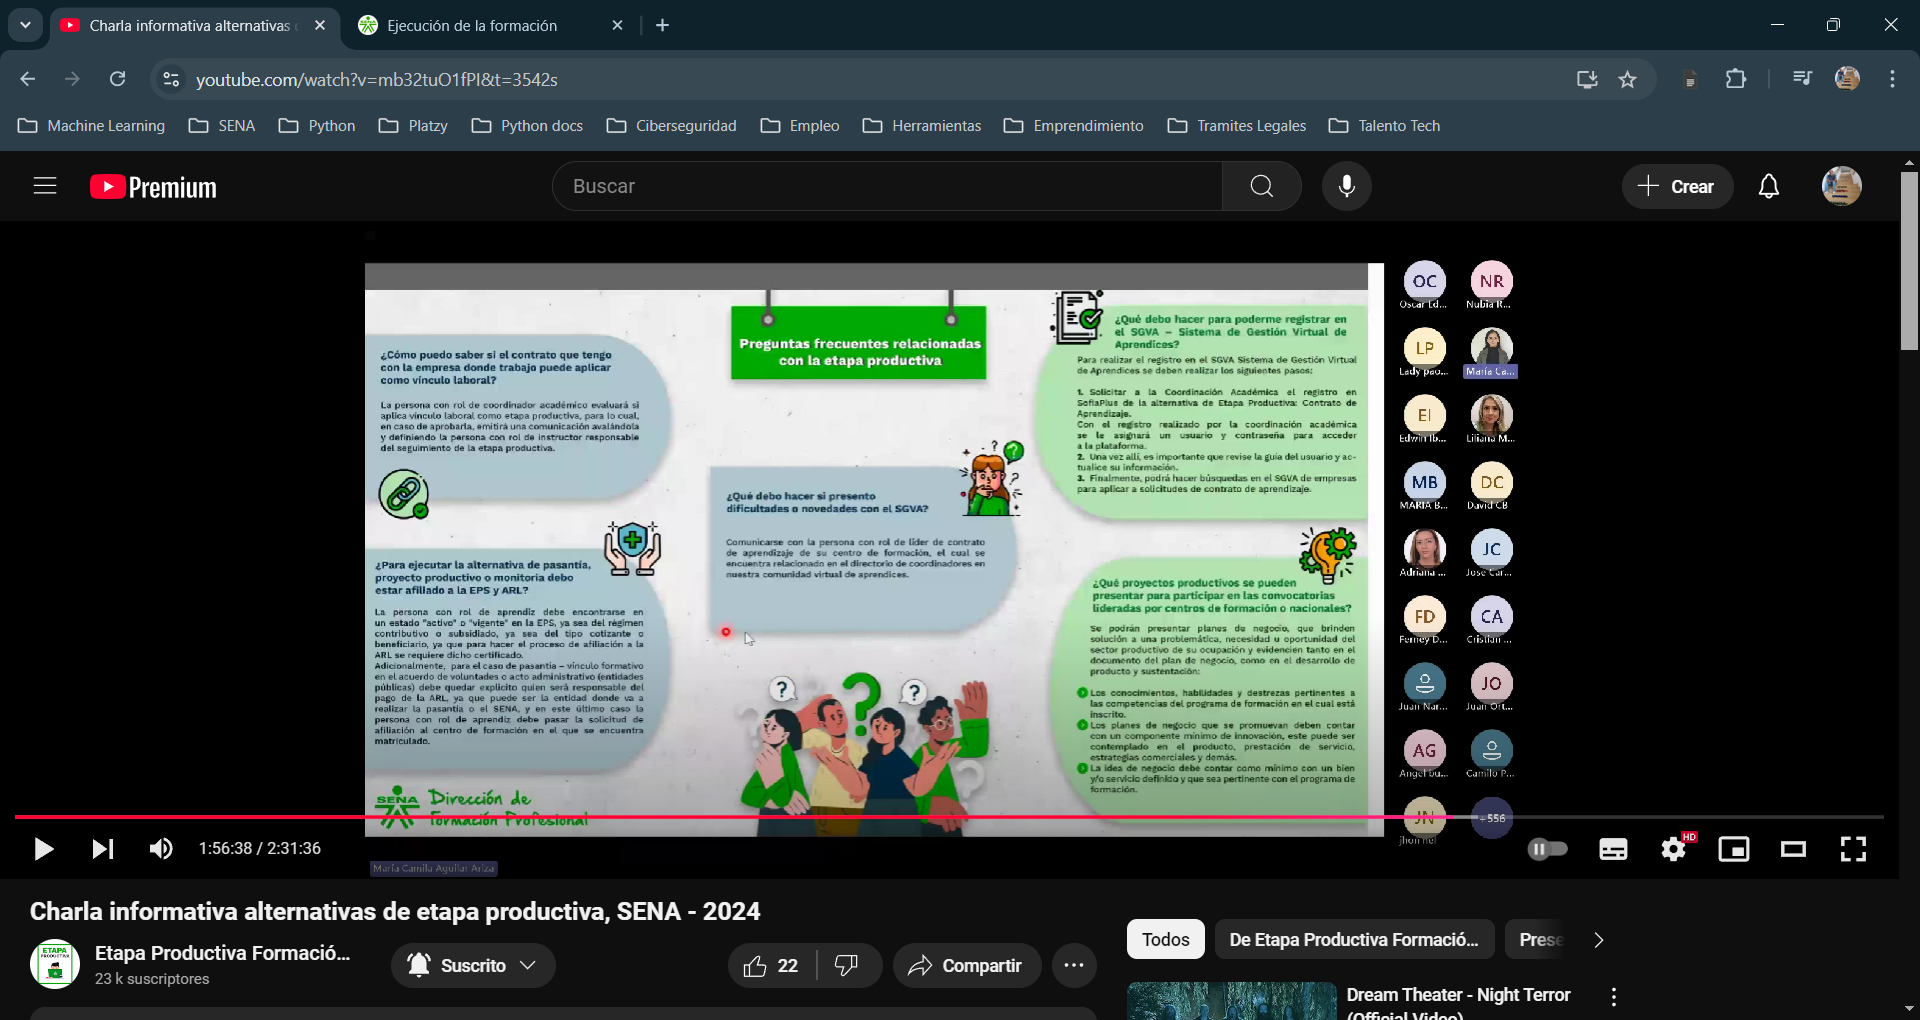 Charla informativa alternativas
Ejecución de la formación
youtube.com/watch?v=mb32tuO1fPI&t=3542s
Machine Learning
SENA
Python
Platzy
Python docs
Ciberseguridad
Empleo
Herramientas
Emprendimiento
Tramites Legales
Talento Tech
Premium
Buscar
Crear
Preguntas frecuentes relacionadas
con la etapa productiva
¿Cómo puedo saber si el contrato que tengo
con la empresa donde trabajo puede aplicar
como vínculo laboral?
La persona con rol de coordinador académico evaluará si
aplica vínculo laboral como etapa productiva, para lo cual,
en caso de aprobarla, emitirá una comunicación avalándola
y definiendo la persona con rol de instructor responsable
del seguimiento de la etapa productiva.
¿Para ejecutar la alternativa de pasantía,
proyecto productivo o monitoria debo
estar afiliado a la EPS y ARL?
La persona con rol de aprendiz debe encontrarse en
un estado "activo" o "vigente" en la EPS, ya sea del régimen
contributivo o subsidiado, ya sea del tipo cotizante o
beneficiario, ya que para hacer el proceso de afiliación a la
ARL se requiere dicho certificado.
Adicionalmente, para el caso de pasantía – vínculo formativo
en el acuerdo de voluntades o acto administrativo (entidades
públicas) debe quedar explícito quien será responsable del
pago de la ARL, ya que puede ser la entidad donde va a
realizar la pasantía o el SENA, y en este último caso la
persona con rol de aprendiz debe pasar la solicitud de
afiliación al centro de formación en el que se encuentra
matriculado.
SENA
Dirección de
Formación Profesional
¿Qué debo hacer si presento
dificultades o novedades con el SGVA?
Comunicarse con la persona con rol de líder de contrato
de aprendizaje de su centro de formación, el cual se
encuentra relacionado en el directorio de coordinadores en
nuestra comunidad virtual de aprendices.
¿Qué debo hacer para poderme registrar en
el SGVA – Sistema de Gestión Virtual de
Aprendices?
Para realizar el registro en el SGVA Sistema de Gestión Virtual
de Aprendices se deben realizar los siguientes pasos:
1. Solicitar a la Coordinación Académica el registro en
SofiaPlus de la alternativa de Etapa Productiva: Contrato de
Aprendizaje.
Con el registro realizado por la coordinación académica
se le asignará un usuario y contraseña para acceder
a la plataforma.
2. Una vez allí, es importante que revise la guía del usuario y ac-
tualice su información.
3. Finalmente, podrá hacer búsquedas en el SGVA de empresas
para aplicar a solicitudes de contrato de aprendizaje.
¿Qué proyectos productivos se pueden
presentar para participar en las convocatorias
lideradas por centros de formación o nacionales?
Se podrán presentar planes de negocio, que brinden
solución a una problemática, necesidad u oportunidad del
sector productivo de su ocupación y evidencien tanto en el
documento del plan de negocio, como en el desarrollo de
producto y sustentación:
Los conocimientos, habilidades y destrezas pertinentes a
las competencias del programa de formación en el cual está
inscrito.
Los planes de negocio que se promuevan deben contar
con un componente mínimo de innovación, este puede ser
contemplado en el producto, prestación de servicio,
estrategias comerciales y demás.
La idea de negocio debe contar como mínimo con un bien
y/o servicio definido y que sea pertinente con el programa de
formación.
OC
NR
Oscar Ed...
Nubia R...
LP
Lady pao...
María Ca...
EI
Edwin Ib...
Liliana M...
MB
DC
MARIA B...
David CB
JC
Adriana ...
José Car...
FD
CA
Ferney D...
Cristian ...
JO
Juan Nar...
Juan Ort...
AG
Angel bu...
Camilo P...
JN
+556
jhon nel
1:56:38 / 2:31:36
HD
María Camila Aguilar Ariza
Charla informativa alternativas de etapa productiva, SENA - 2024
ETAPA
PRODUCTIVA
Etapa Productiva Formació...
23 k suscriptores
Suscrito
22
Compartir
Todos
De Etapa Productiva Formació...
Prese
Dream Theater - Night Terror
(Official Video)